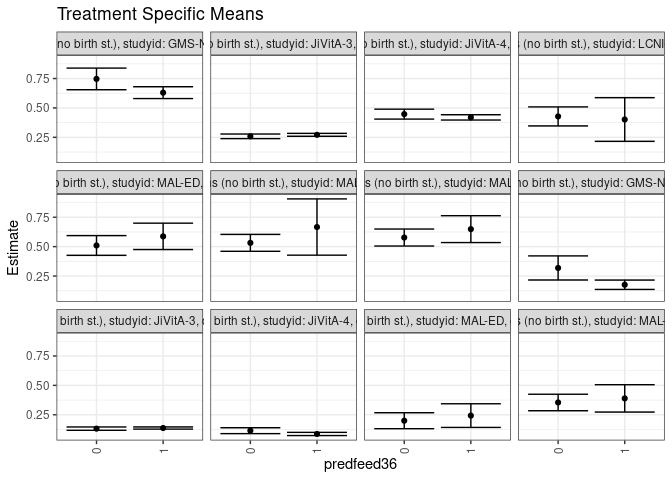 Treatment Specific Means
(no birth st.), studyid: GMS-N
o birth st.), studyid: JiVitA-3,
o birth st.), studyid: JiVitA-4,
s (no birth st.), studyid: LCNI
0.75
0.50
0.25
o birth st.), studyid: MAL-ED,
ns (no birth st.), studyid: MAL
s (no birth st.), studyid: MAL
no birth st.), studyid: GMS-N
0.75
0.50
0.25
birth st.), studyid: JiVitA-3,
birth st.), studyid: JiVitA-4,
birth st.), studyid: MAL-ED,
s (no birth st.), studyid: MAL-
0.75
0.50
0.25
Estimate
0 1 0 1 0 1 0 1
predfeed36